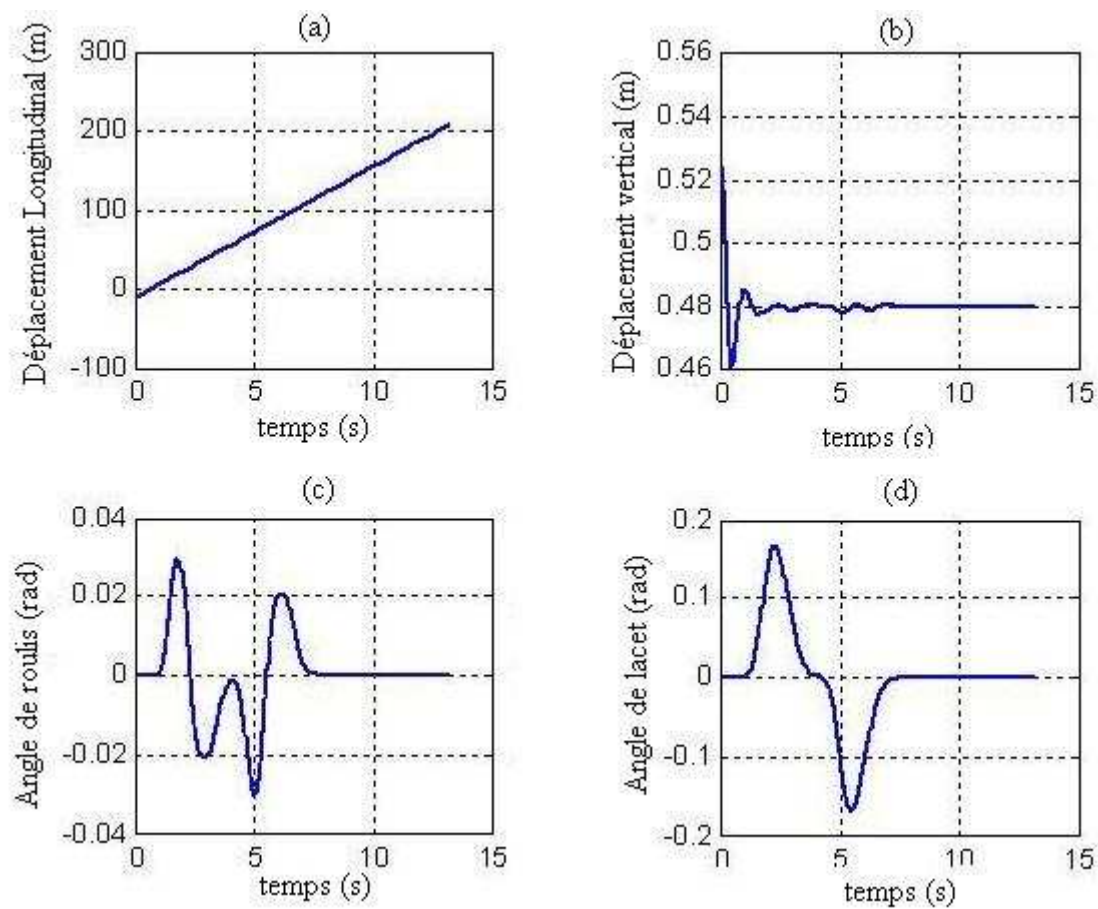 (a)
Déplacement Longitudinal (m)
300
200
100
0
-100
0 5 10 15
temps (s)
(b)
Déplacement vertical (m)
0.56
0.54
0.52
0.5
0.48
0.46
0 5 10 15
temps (s)
(c)
Angle de roulis (rad)
0.04
0.02
0
-0.02
-0.04
0 5 10 15
temps (s)
(d)
Angle de lacet (rad)
0.2
0.1
0
-0.1
-0.2
0 5 10 15
temps (s)